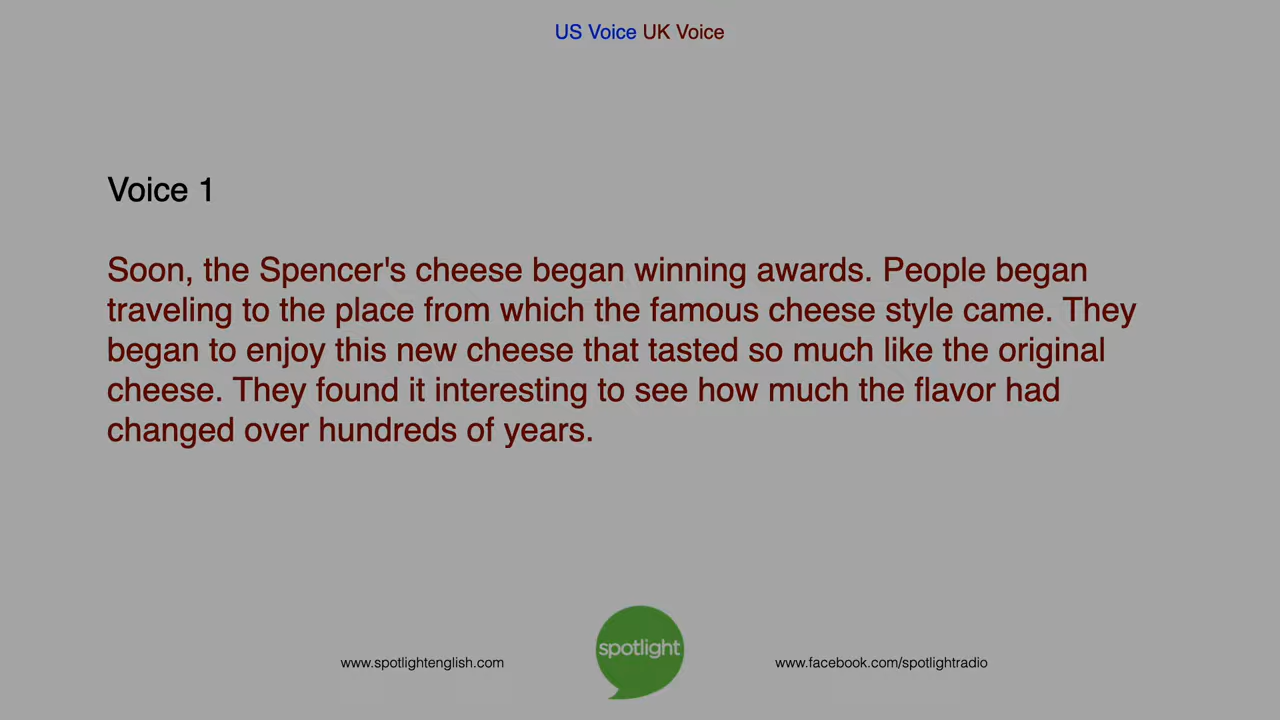 US Voice UK Voice
Voice 1
Soon, the Spencer's cheese began winning awards. People began
traveling to the place from which the famous cheese style came. They
began to enjoy this new cheese that tasted so much like the original
cheese. They found it interesting to see how much the flavor had
changed over hundreds of years.
www.spotlightenglish.com
spotlight
www.facebook.com/spotlightradio